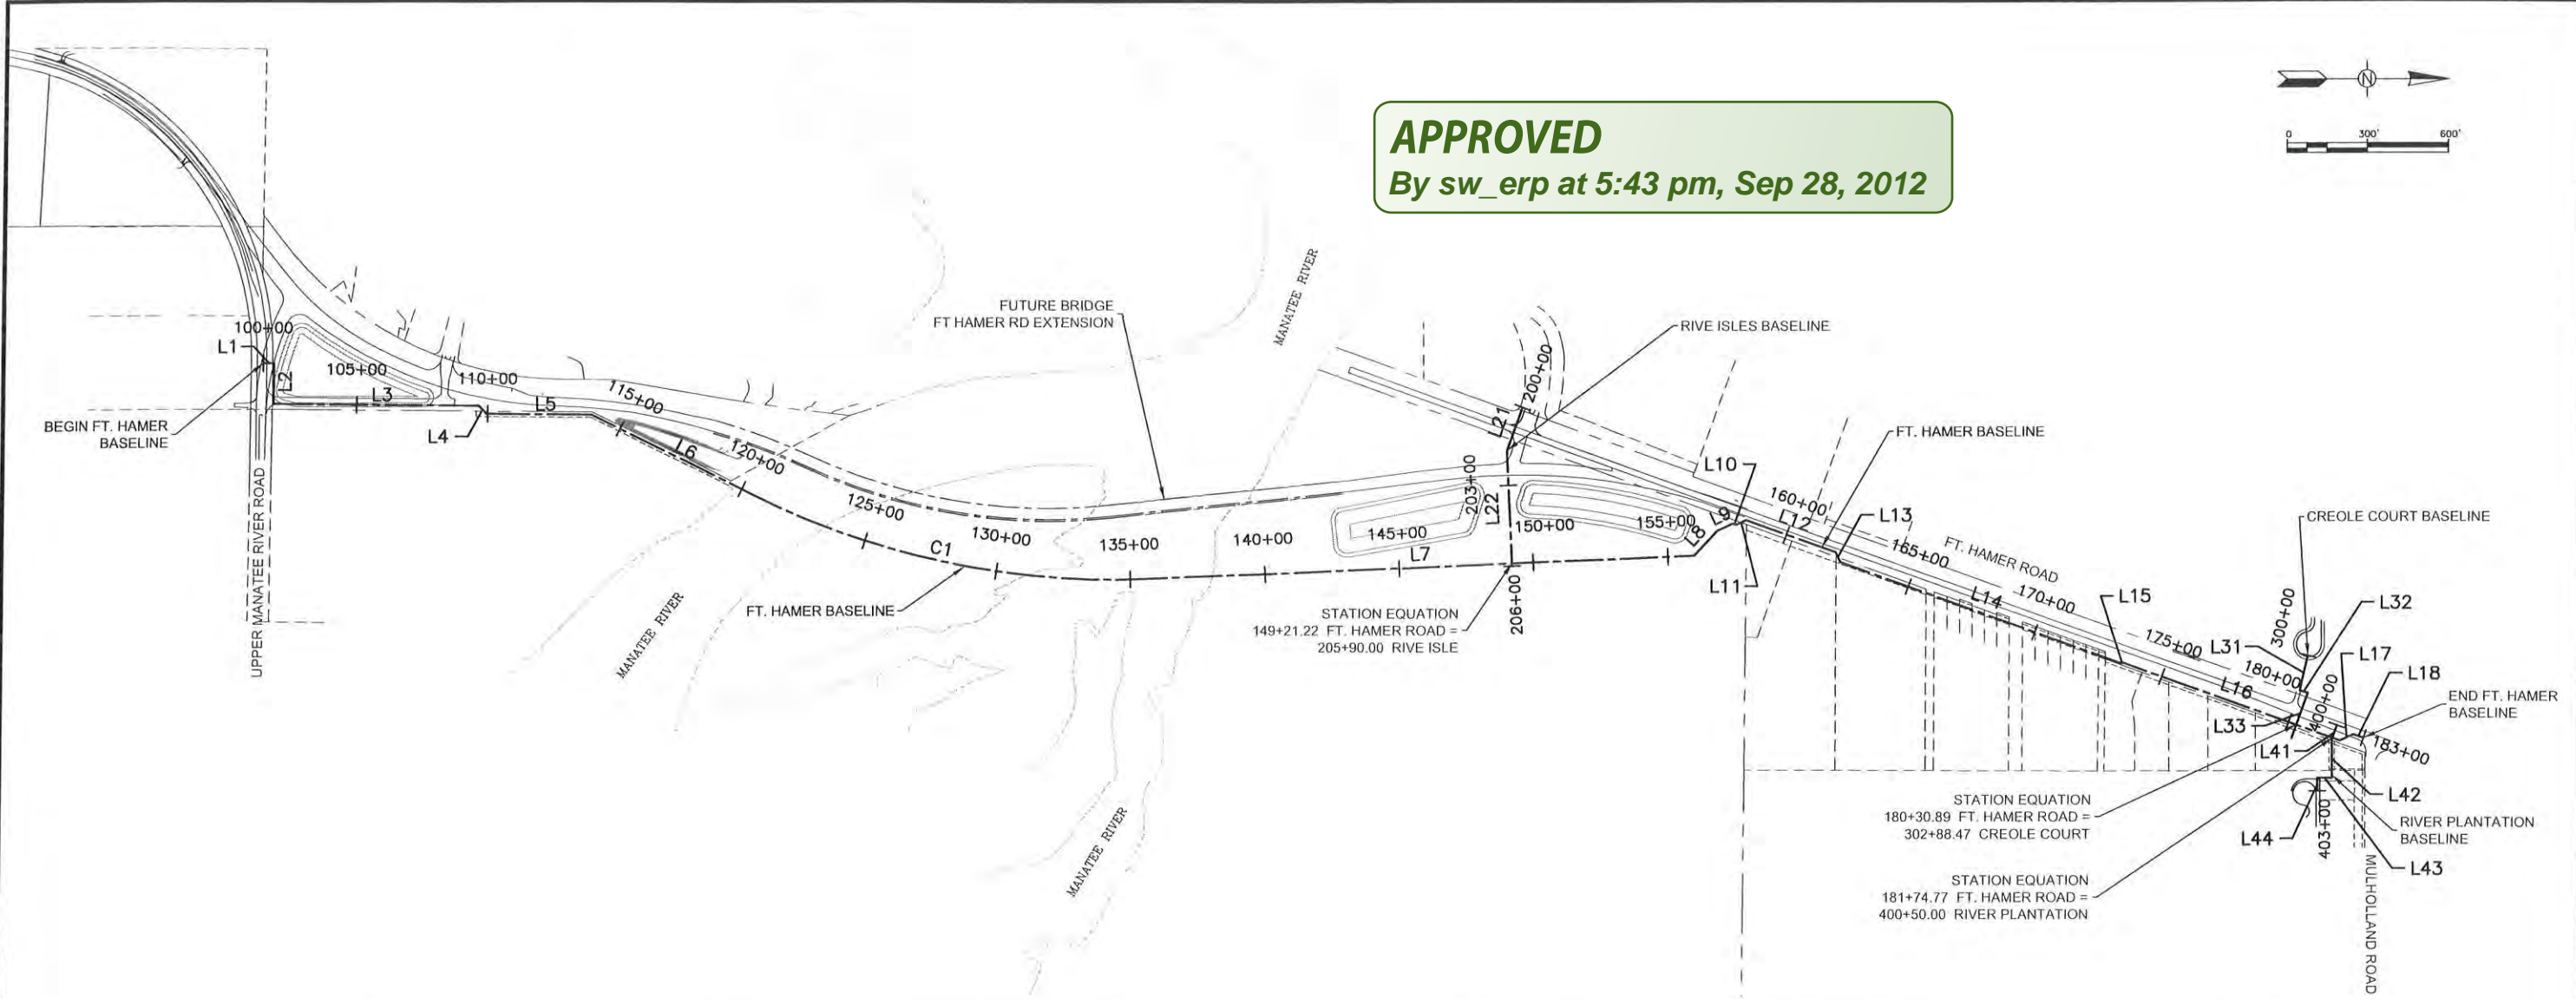 APPROVED
By sw_erp at 5:43 pm, Sep 28, 2012
N
0 300' 600'
FUTURE BRIDGE
FT HAMER RD EXTENSION
MANATEE RIVER
RIVE ISLES BASELINE
100+00
L1
L2
105+00
L3
110+00
L4
L5
115+00
BEGIN FT. HAMER
BASELINE
UPPER MANATEE RIVER ROAD
L6
120+00
125+00
C1
130+00
135+00
140+00
145+00
L7
FT. HAMER BASELINE
MANATEE RIVER
MANATEE RIVER
200+00
L21
203+00
L22
206+00
150+00
155+00
L8
L9
L10
L11
STATION EQUATION
149+21.22 FT. HAMER ROAD =
205+90.00 RIVE ISLE
FT. HAMER BASELINE
160+00
L12
L13
165+00
FT. HAMER ROAD
L14
170+00
L15
175+00
L16
180+00
CREOLE COURT BASELINE
300+00
L31
L32
L17
L18
END FT. HAMER
BASELINE
400+00
183+00
L33
L41
L42
RIVER PLANTATION
BASELINE
L43
L44
403+00
STATION EQUATION
180+30.89 FT. HAMER ROAD =
302+88.47 CREOLE COURT
STATION EQUATION
181+74.77 FT. HAMER ROAD =
400+50.00 RIVER PLANTATION
MULHOLLAND ROAD